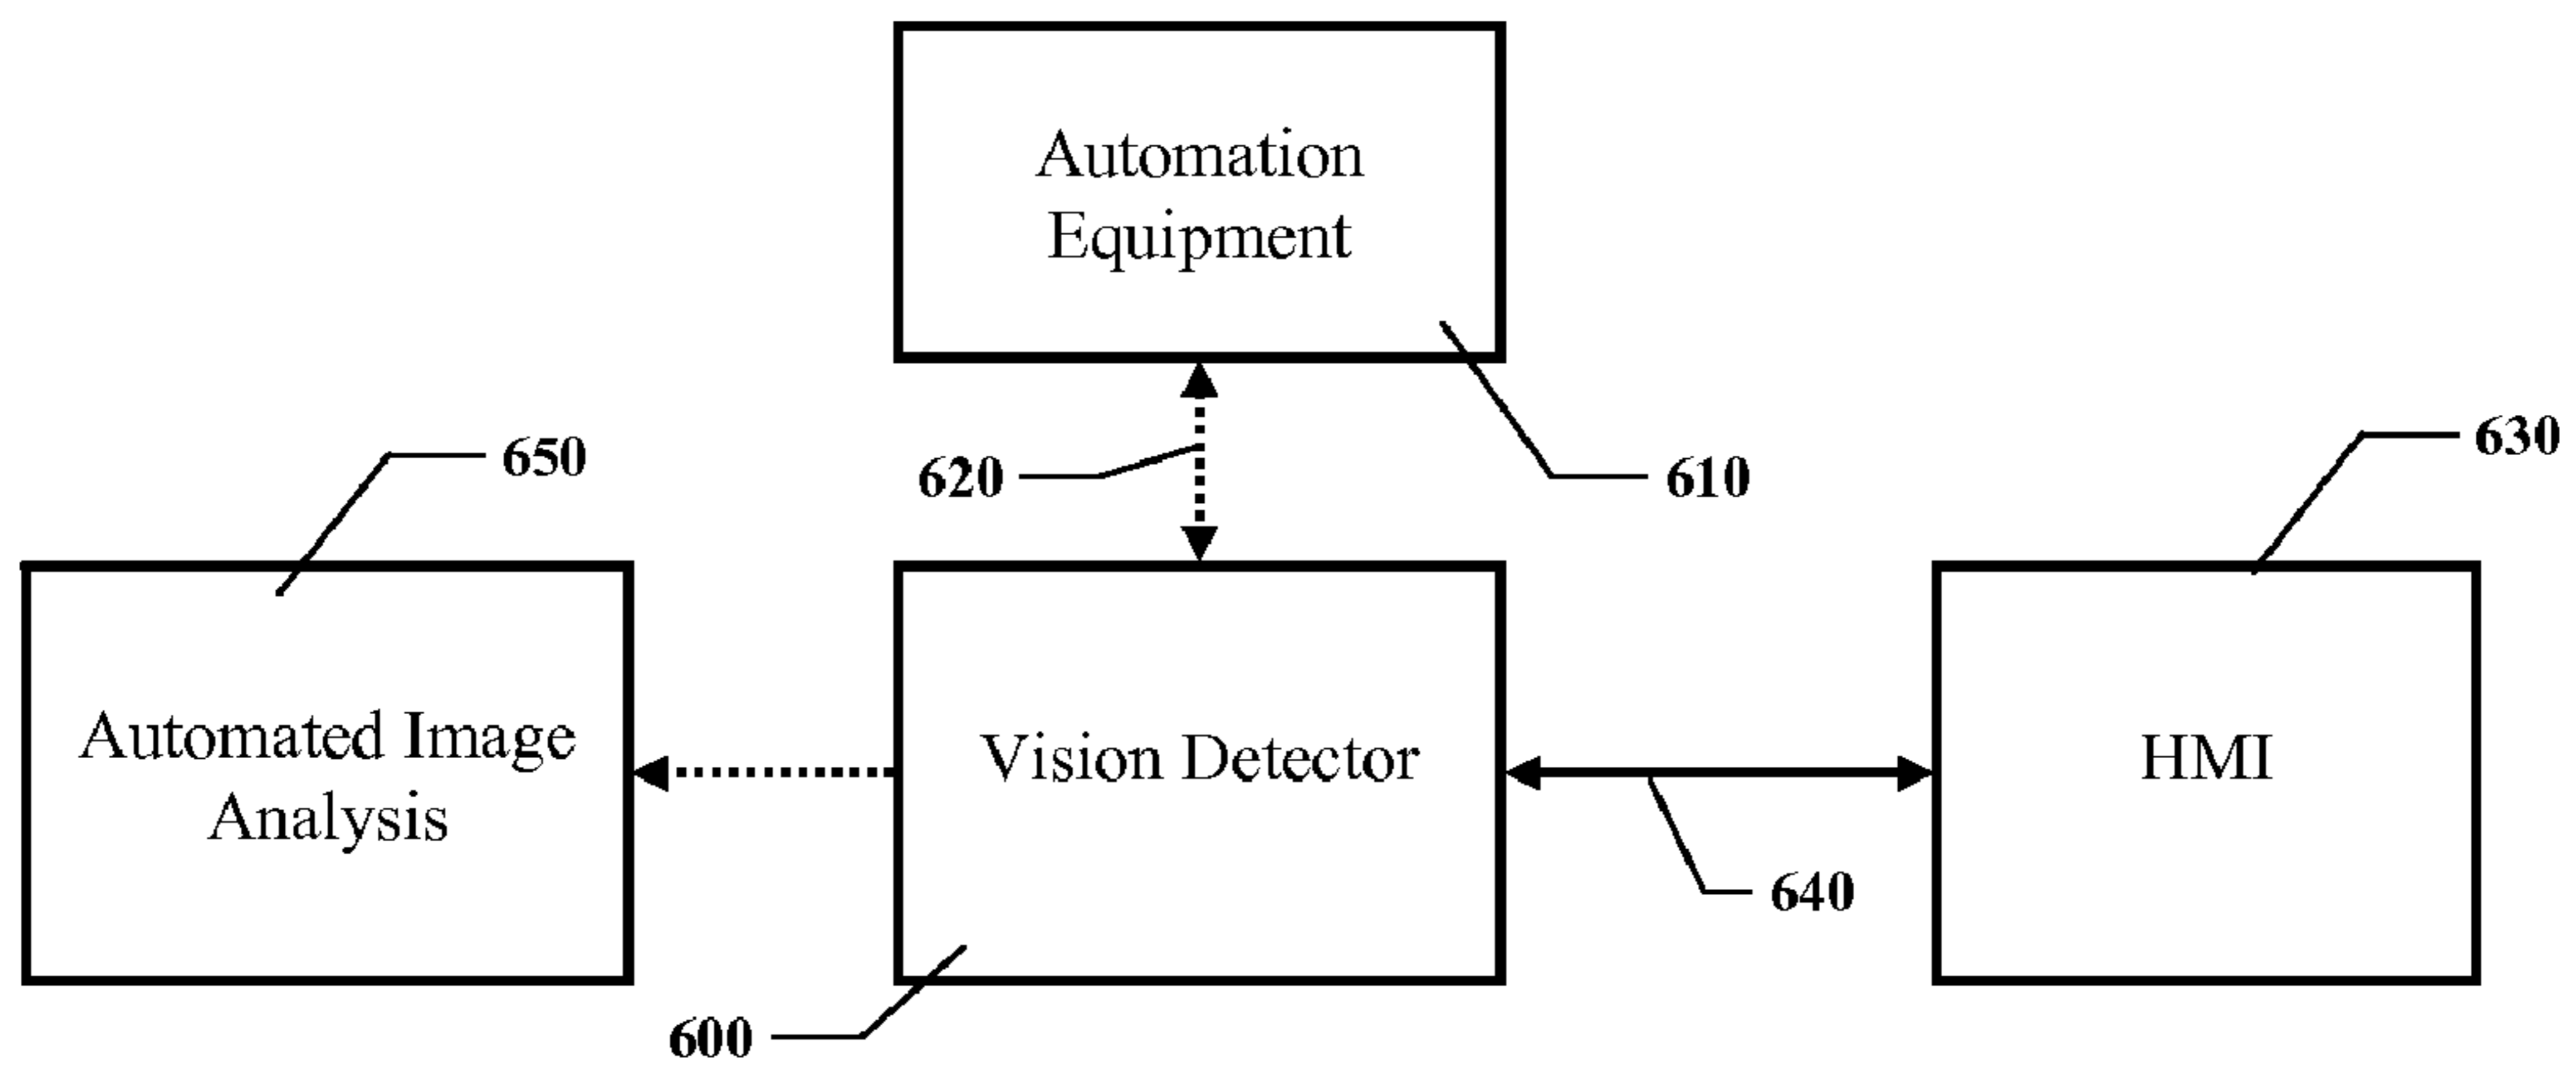 Automation
Equipment
650
620
610
630
Automated Image
Analysis
Vision Detector
HMI
640
600